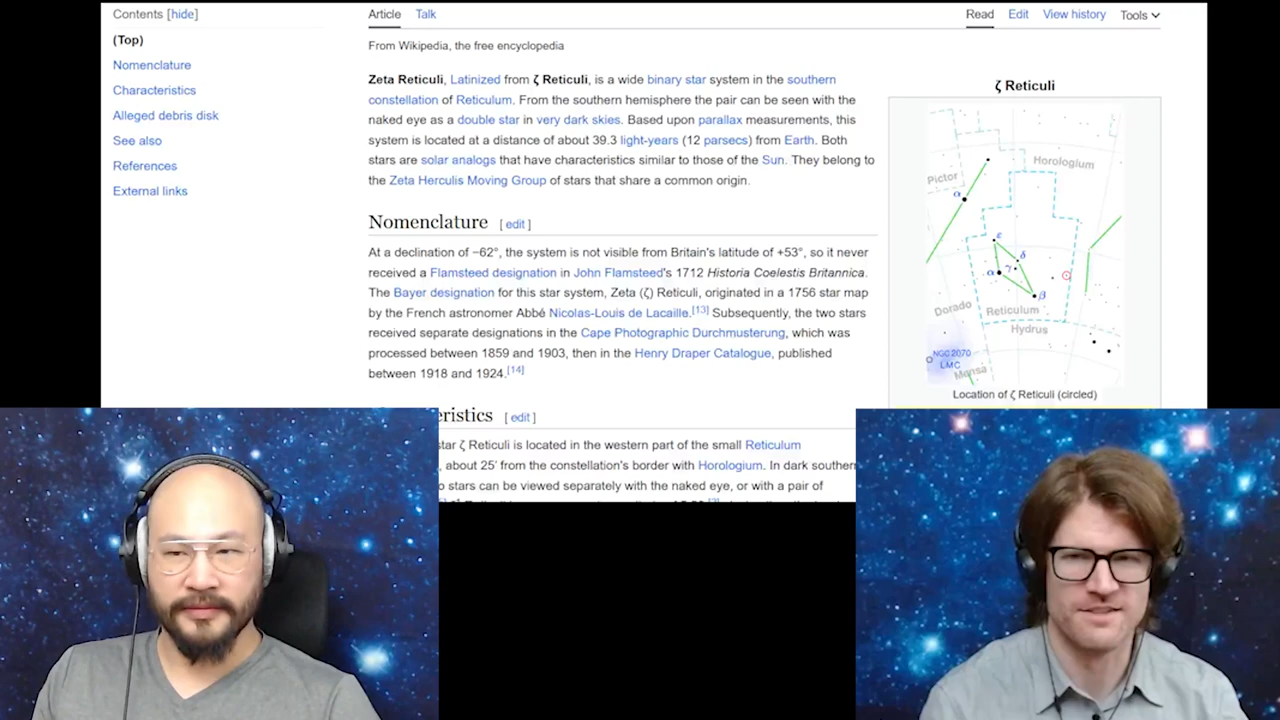 Contents [hide]
(Top)
Nomenclature
Characteristics
Alleged debris disk
See also
References
External links
Article Talk
Read Edit View history Tools
From Wikipedia, the free encyclopedia
Zeta Reticuli, Latinized from ζ Reticuli, is a wide binary star system in the southern
constellation of Reticulum. From the southern hemisphere the pair can be seen with the
naked eye as a double star in very dark skies. Based upon parallax measurements, this
system is located at a distance of about 39.3 light-years (12 parsecs) from Earth. Both
stars are solar analogs that have characteristics similar to those of the Sun. They belong to
the Zeta Herculis Moving Group of stars that share a common origin.
Nomenclature [ edit ]
At a declination of −62°, the system is not visible from Britain's latitude of +53°, so it never
received a Flamsteed designation in John Flamsteed's 1712 Historia Coelestis Britannica.
The Bayer designation for this star system, Zeta (ζ) Reticuli, originated in a 1756 star map
by the French astronomer Abbé Nicolas-Louis de Lacaille.[13] Subsequently, the two stars
received separate designations in the Cape Photographic Durchmusterung, which was
processed between 1859 and 1903, then in the Henry Draper Catalogue, published
between 1918 and 1924.[14]
eristics [ edit ]
star ζ Reticuli is located in the western part of the small Reticulum
, about 25′ from the constellation's border with Horologium. In dark southern
o stars can be viewed separately with the naked eye, or with a pair of
ζ Reticuli
Horologium
Pictor
α
ε
δ
α γ
β
Dorado
Reticulum
Hydrus
NGC 2070
LMC
Mensa
Location of ζ Reticuli (circled)